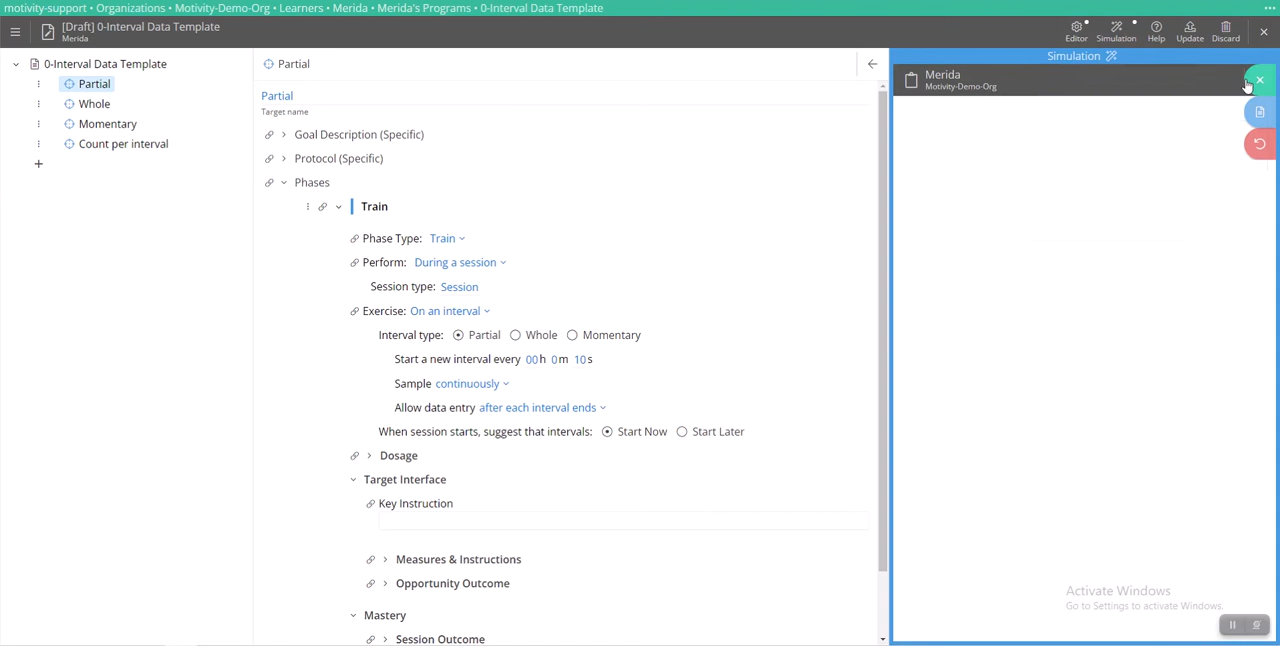 motivity-support • Organizations • Motivity-Demo-Org • Learners • Merida • Merida's Programs • 0-Interval Data Template
[Draft] 0-Interval Data Template
Merida
Editor
Simulation
Help
Update
Discard
0-Interval Data Template
Partial
Whole
Momentary
Count per interval
Partial
Partial
Target name
Goal Description (Specific)
Protocol (Specific)
Phases
Train
Phase Type: Train
Perform: During a session
Session type: Session
Exercise: On an interval
Interval type: Partial Whole Momentary
Start a new interval every 00h 0m 10s
Sample continuously
Allow data entry after each interval ends
When session starts, suggest that intervals: Start Now Start Later
Dosage
Target Interface
Key Instruction
Measures & Instructions
Opportunity Outcome
Mastery
Session Outcome
Simulation
Merida
Motivity-Demo-Org
Activate Windows
Go to Settings to activate Windows.